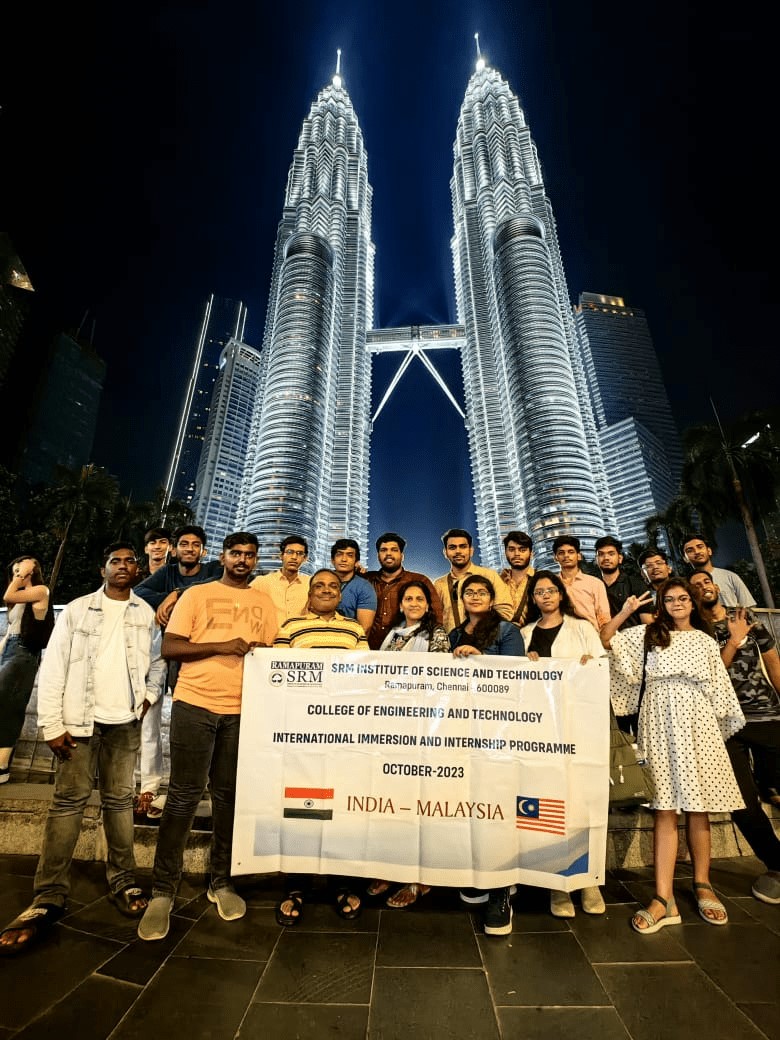 RAMAPURAM
SRM
SRM INSTITUTE OF SCIENCE AND TECHNOLOGY
Ramapuram, Chennai - 600089
COLLEGE OF ENGINEERING AND TECHNOLOGY
INTERNATIONAL IMMERSION AND INTERNSHIP PROGRAMME
OCTOBER-2023
INDIA – MALAYSIA